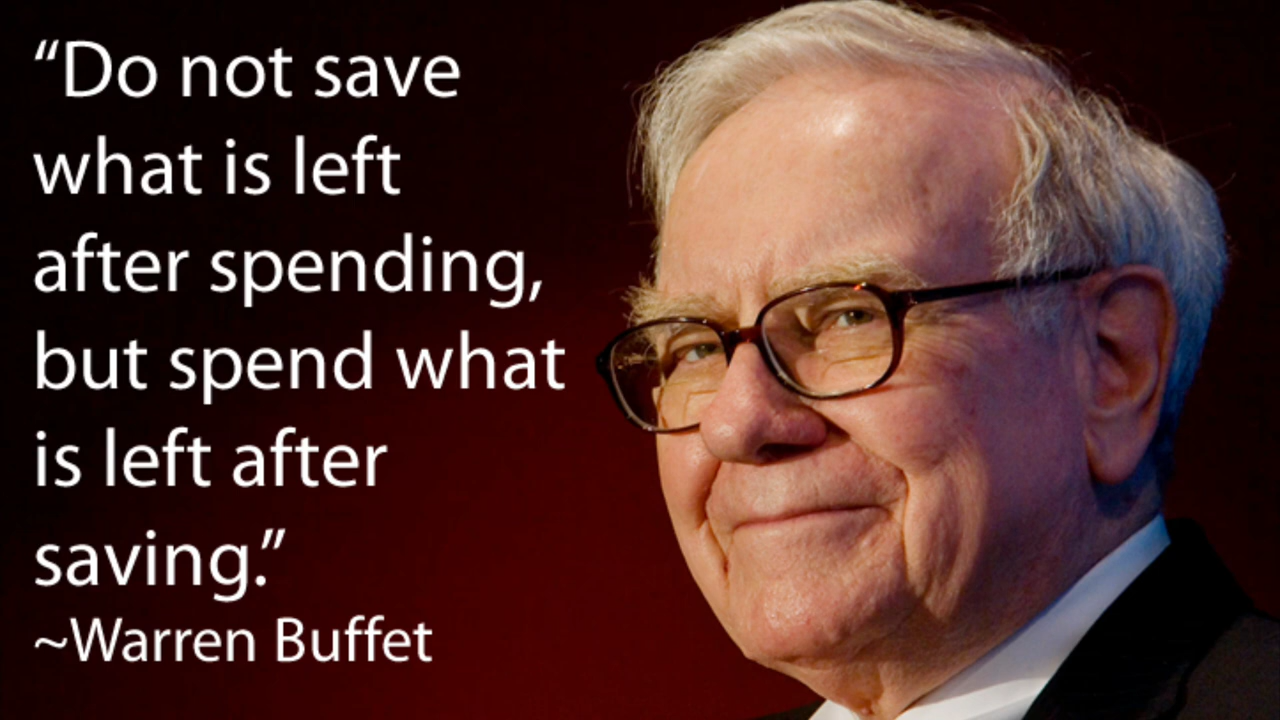 “Do not save
what is left
after spending,
but spend what
is left after
saving.”
~Warren Buffet